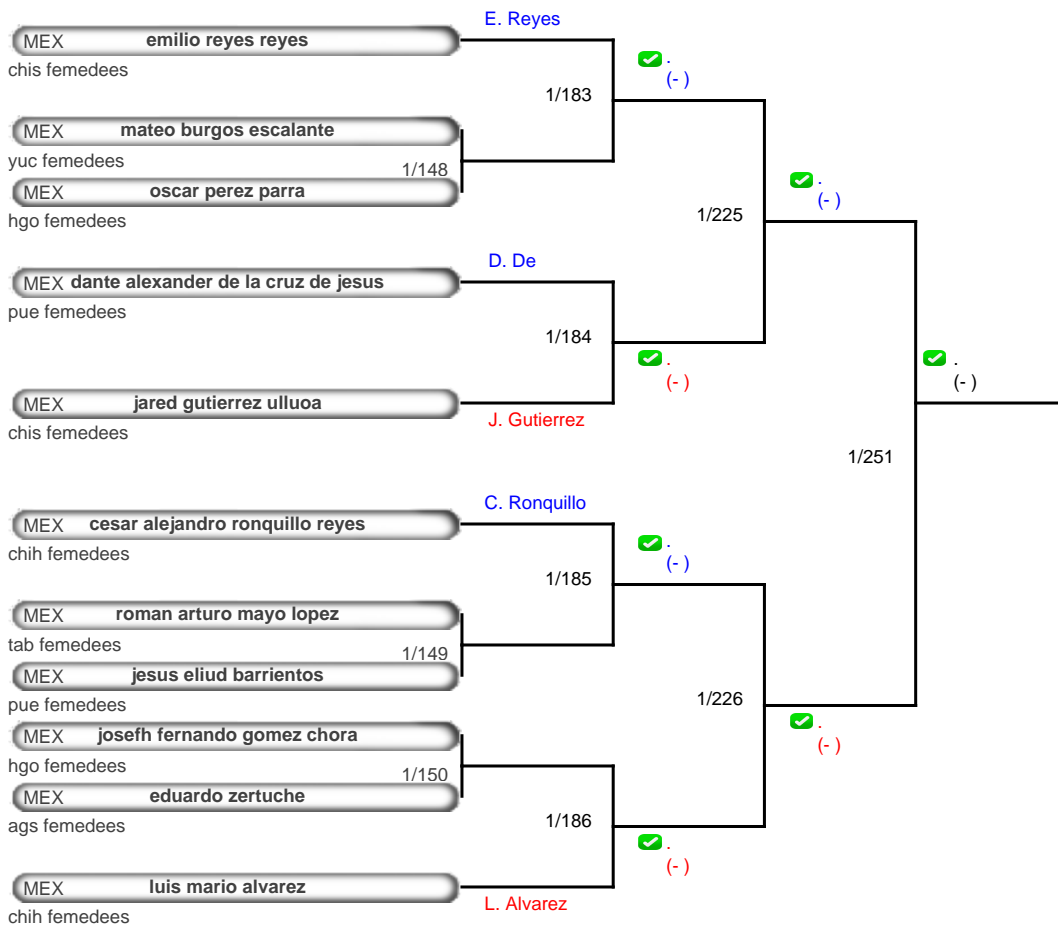 E. Reyes
MEX emilio reyes reyes
chis femedees
.
(- )
1/183
MEX mateo burgos escalante
yuc femedees
1/148
MEX oscar perez parra
hgo femedees
.
(- )
1/225
D. De
MEX dante alexander de la cruz de jesus
pue femedees
1/184
.
(- )
.
(- )
MEX jared gutierrez ulluoa
J. Gutierrez
chis femedees
1/251
C. Ronquillo
MEX cesar alejandro ronquillo reyes
chih femedees
.
(- )
1/185
MEX roman arturo mayo lopez
tab femedees
1/149
MEX jesus eliud barrientos
pue femedees
1/226
MEX josefh fernando gomez chora
.
(- )
hgo femedees
1/150
MEX eduardo zertuche
ags femedees
1/186
.
(- )
MEX luis mario alvarez
L. Alvarez
chih femedees